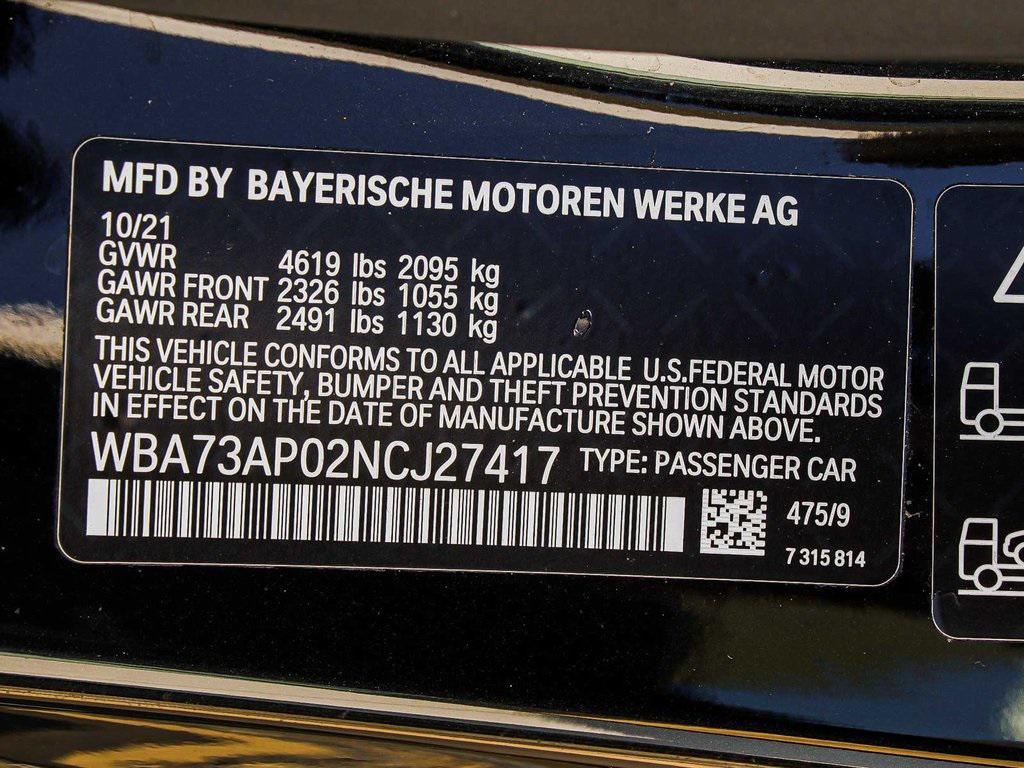 MFD BY BAYERISCHE MOTOREN WERKE AG
10/21
GVWR 4619 lbs 2095 kg
GAWR FRONT 2326 lbs 1055 kg
GAWR REAR 2491 lbs 1130 kg
THIS VEHICLE CONFORMS TO ALL APPLICABLE U.S.FEDERAL MOTOR
VEHICLE SAFETY, BUMPER AND THEFT PREVENTION STANDARDS
IN EFFECT ON THE DATE OF MANUFACTURE SHOWN ABOVE.
WBA73AP02NCJ27417 TYPE: PASSENGER CAR
475/9
7 315 814